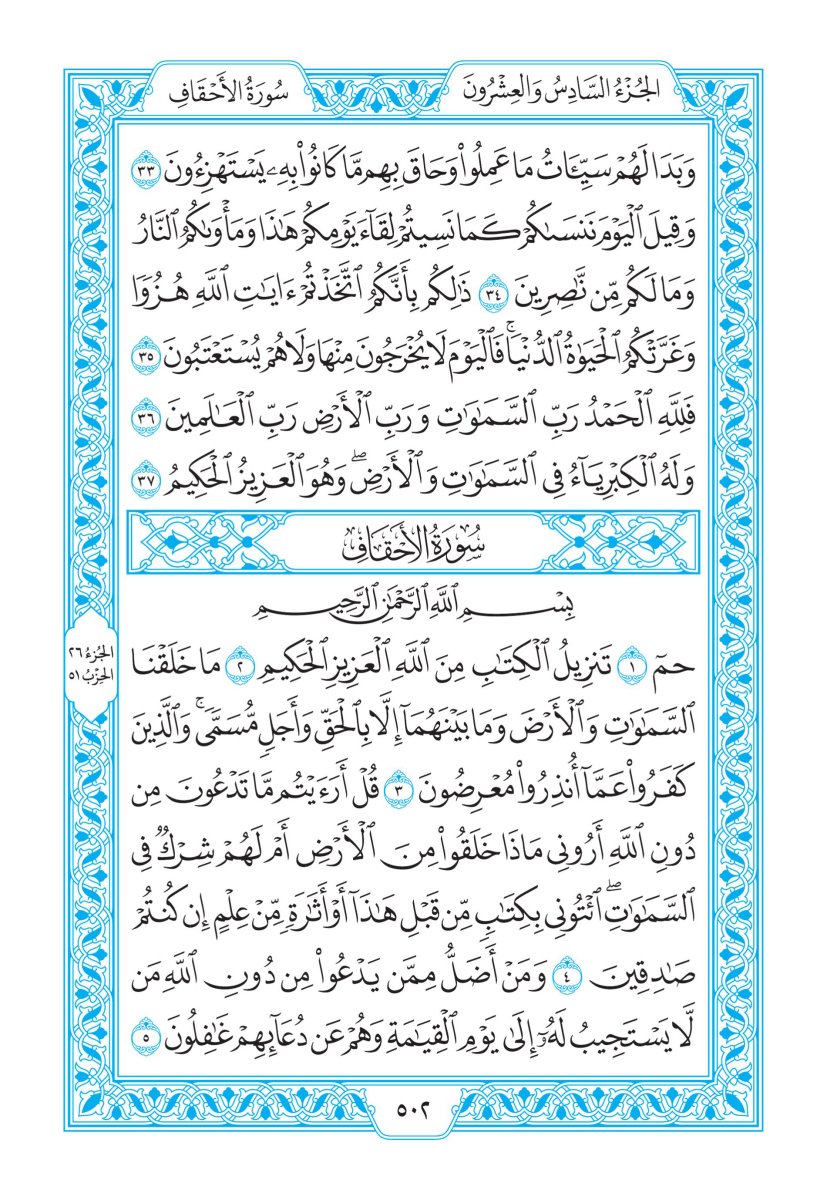 الجُزْءُ السَّادِسُ وَالعِشْرُونَ
سُورَةُ الأَحْقَافِ
وَبَدَا لَهُمْ سَيِّـَٔاتُ مَا عَمِلُوا۟ وَحَاقَ بِهِم مَّا كَانُوا۟ بِهِۦ يَسْتَهْزِءُونَ ٣٣
وَقِيلَ ٱلْيَوْمَ نَنسَىٰكُمْ كَمَا نَسِيتُمْ لِقَآءَ يَوْمِكُمْ هَـٰذَا وَمَأْوَىٰكُمُ ٱلنَّارُ
وَمَا لَكُم مِّن نَّـٰصِرِينَ ٣٤ ذَٰلِكُم بِأَنَّكُمُ ٱتَّخَذْتُمْ ءَايَـٰتِ ٱللَّهِ هُزُوًا
وَغَرَّتْكُمُ ٱلْحَيَوٰةُ ٱلدُّنْيَا ۚ فَٱلْيَوْمَ لَا يُخْرَجُونَ مِنْهَا وَلَا هُمْ يُسْتَعْتَبُونَ ٣٥
فَلِلَّهِ ٱلْحَمْدُ رَبِّ ٱلسَّمَـٰوَٰتِ وَرَبِّ ٱلْأَرْضِ رَبِّ ٱلْعَـٰلَمِينَ ٣٦
وَلَهُ ٱلْكِبْرِيَآءُ فِى ٱلسَّمَـٰوَٰتِ وَٱلْأَرْضِ ۖ وَهُوَ ٱلْعَزِيزُ ٱلْحَكِيمُ ٣٧
سُورَةُ الأَحْقَافِ
بِسْمِ ٱللَّهِ ٱلرَّحْمَـٰنِ ٱلرَّحِيمِ
حمٓ ١ تَنزِيلُ ٱلْكِتَـٰبِ مِنَ ٱللَّهِ ٱلْعَزِيزِ ٱلْحَكِيمِ ٢ مَا خَلَقْنَا
ٱلسَّمَـٰوَٰتِ وَٱلْأَرْضَ وَمَا بَيْنَهُمَآ إِلَّا بِٱلْحَقِّ وَأَجَلٍ مُّسَمًّى ۚ وَٱلَّذِينَ
كَفَرُوا۟ عَمَّآ أُنذِرُوا۟ مُعْرِضُونَ ٣ قُلْ أَرَءَيْتُم مَّا تَدْعُونَ مِن
دُونِ ٱللَّهِ أَرُونِى مَاذَا خَلَقُوا۟ مِنَ ٱلْأَرْضِ أَمْ لَهُمْ شِرْكٌ فِى
ٱلسَّمَـٰوَٰتِ ۖ ٱئْتُونِى بِكِتَـٰبٍ مِّن قَبْلِ هَـٰذَآ أَوْ أَثَـٰرَةٍ مِّنْ عِلْمٍ إِن كُنتُمْ
صَـٰدِقِينَ ٤ وَمَنْ أَضَلُّ مِمَّن يَدْعُوا۟ مِن دُونِ ٱللَّهِ مَن
لَّا يَسْتَجِيبُ لَهُۥٓ إِلَىٰ يَوْمِ ٱلْقِيَـٰمَةِ وَهُمْ عَن دُعَآئِهِمْ غَـٰفِلُونَ ٥
الجُزْءُ ٢٦
الحِزْبُ ٥١
٥٠٢